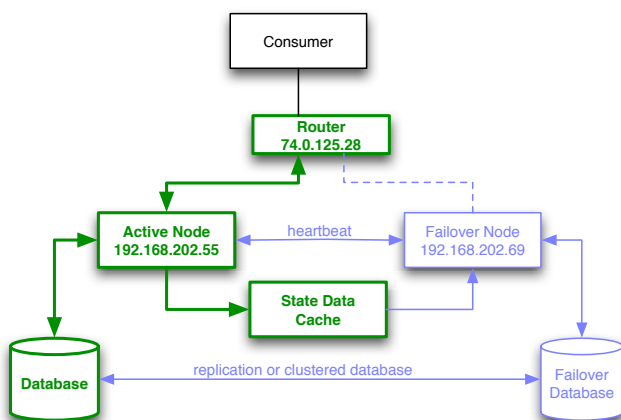 Consumer
Router
74.0.125.28
Active Node
192.168.202.55
heartbeat
Failover Node
192.168.202.69
State Data
Cache
Database
replication or clustered database
Failover
Database